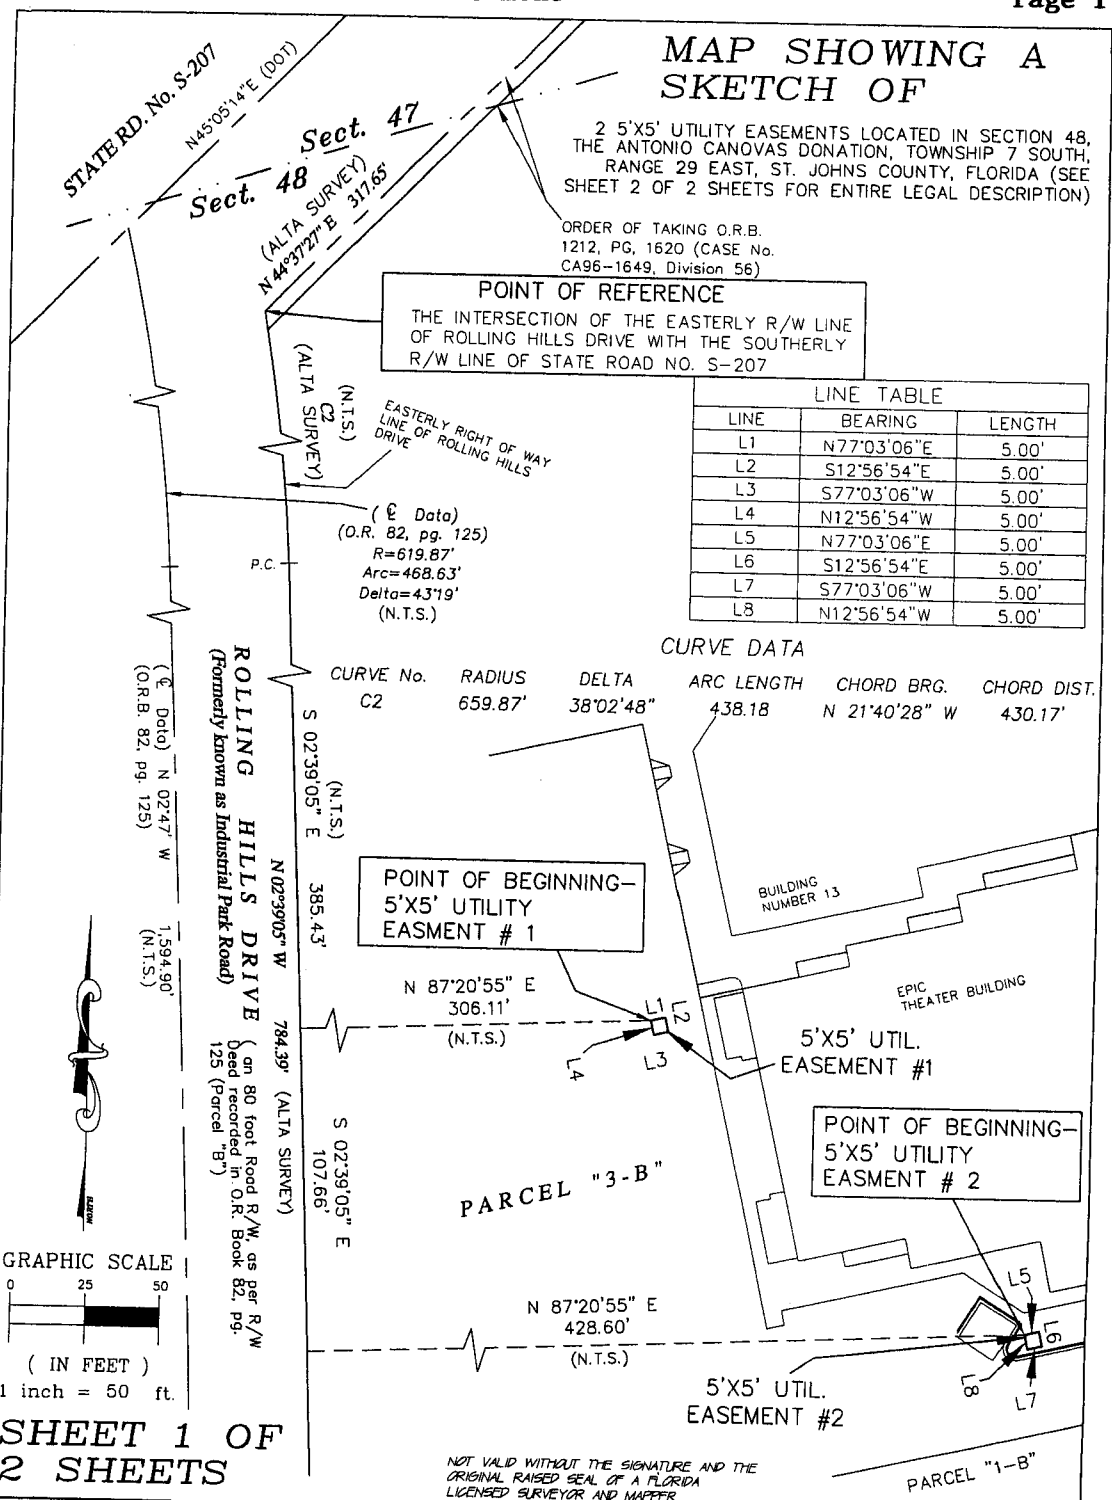 Page 1
MAP SHOWING A
SKETCH OF
2 5'X5' UTILITY EASEMENTS LOCATED IN SECTION 48,
THE ANTONIO CANOVAS DONATION, TOWNSHIP 7 SOUTH,
RANGE 29 EAST, ST. JOHNS COUNTY, FLORIDA (SEE
SHEET 2 OF 2 SHEETS FOR ENTIRE LEGAL DESCRIPTION)
STATE RD. No. S-207
N45°05'14"E (DOT)
Sect. 47
Sect. 48
(ALTA SURVEY)
N 44°37'27" E 317.65'
ORDER OF TAKING O.R.B.
1212, PG, 1620 (CASE No.
CA96-1649, Division 56)
POINT OF REFERENCE
THE INTERSECTION OF THE EASTERLY R/W LINE
OF ROLLING HILLS DRIVE WITH THE SOUTHERLY
R/W LINE OF STATE ROAD NO. S-207
(N.T.S.)
C2
(ALTA SURVEY)
EASTERLY RIGHT OF WAY
LINE OF ROLLING HILLS
DRIVE
LINE TABLE
LINE BEARING LENGTH
L1 N77°03'06"E 5.00'
L2 S12°56'54"E 5.00'
L3 S77°03'06"W 5.00'
L4 N12°56'54"W 5.00'
L5 N77°03'06"E 5.00'
L6 S12°56'54"E 5.00'
L7 S77°03'06"W 5.00'
L8 N12°56'54"W 5.00'
(℄ Data)
(O.R. 82, pg. 125)
R=619.87'
Arc=468.63'
Delta=43°19'
(N.T.S.)
P.C.
CURVE DATA
CURVE No. RADIUS DELTA ARC LENGTH CHORD BRG. CHORD DIST.
C2 659.87' 38°02'48" 438.18 N 21°40'28" W 430.17'
(℄ Data) N 02°47' W 1,594.90'
(O.R.B. 82, pg. 125) (N.T.S.)
ROLLING HILLS DRIVE ( an 80 foot Road R/W, as per R/W
Deed recorded in O.R. Book 82, pg.
125 (Parcel "B")
(Formerly known as Industrial Park Road)
N 02°39'05" W 784.39' (ALTA SURVEY)
(N.T.S.)
S 02°39'05" E 385.43'
POINT OF BEGINNING-
5'X5' UTILITY
EASMENT # 1
BUILDING
NUMBER 13
EPIC
THEATER BUILDING
N 87°20'55" E
306.11'
(N.T.S.)
L1
L2
L3
L4
5'X5' UTIL.
EASEMENT #1
S 02°39'05" E
107.66'
POINT OF BEGINNING-
5'X5' UTILITY
EASMENT # 2
PARCEL "3-B"
GRAPHIC SCALE
0 25 50
( IN FEET )
1 inch = 50 ft.
N 87°20'55" E
428.60'
(N.T.S.)
L5
L6
L7
L8
5'X5' UTIL.
EASEMENT #2
SHEET 1 OF
2 SHEETS
PARCEL "1-B"
NOT VALID WITHOUT THE SIGNATURE AND THE
ORIGINAL RAISED SEAL OF A FLORIDA
LICENSED SURVEYOR AND MAPPER